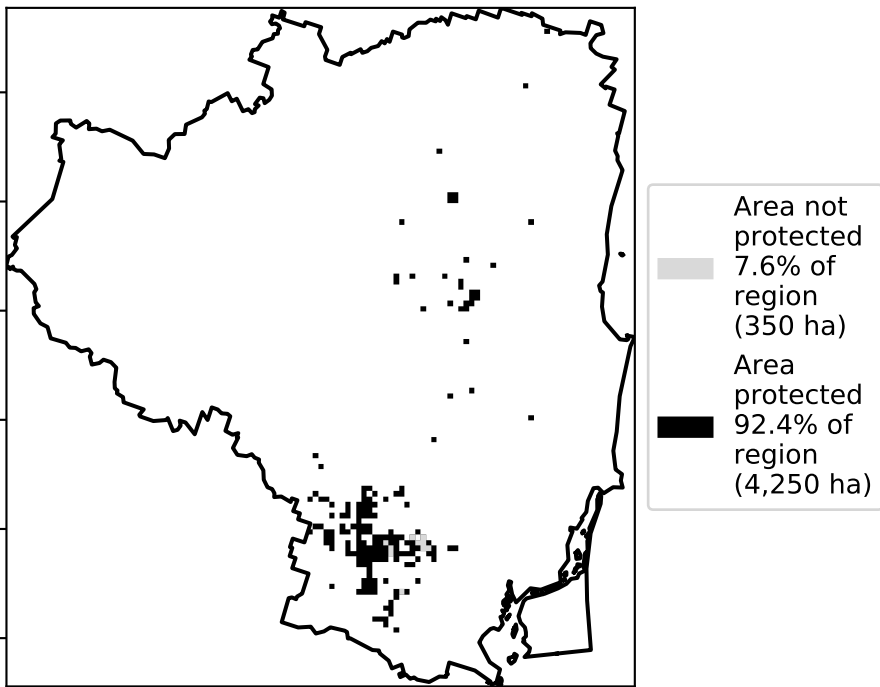 Area not
protected
7.6% of
region
(350 ha)
Area
protected
92.4% of
region
(4,250 ha)